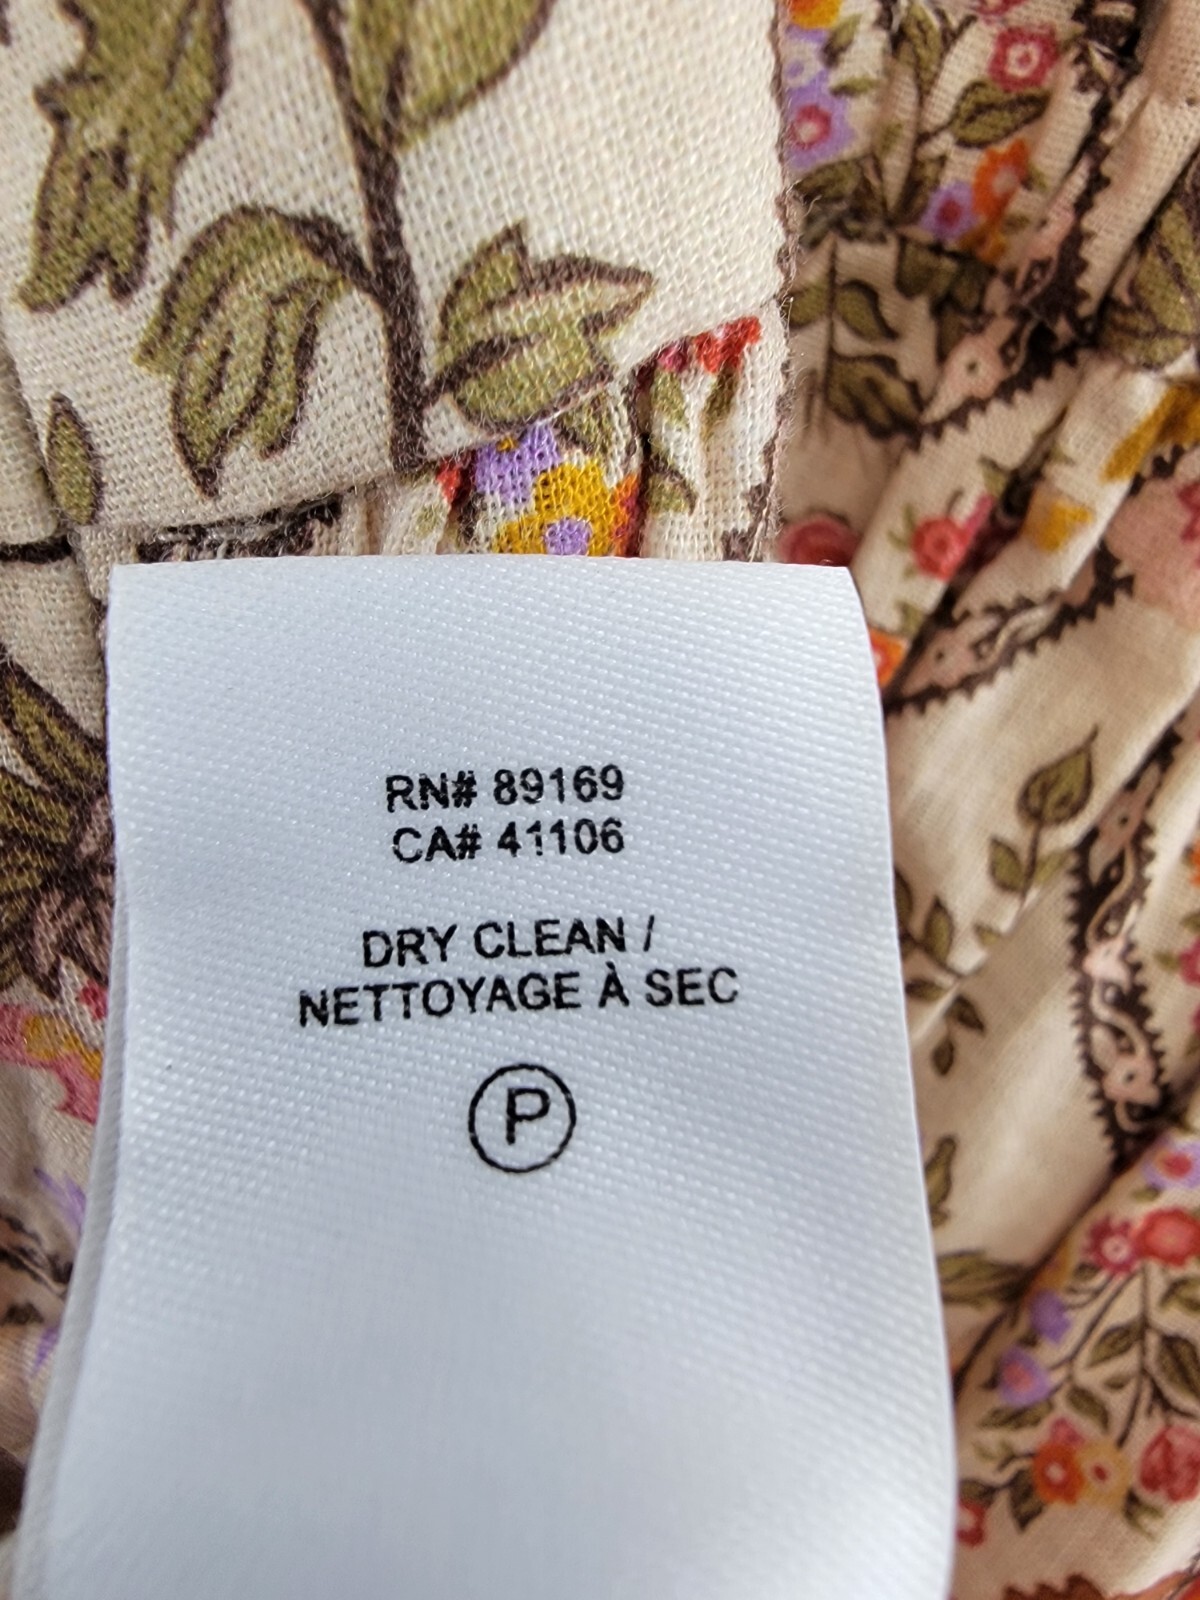 RN# 89169
CA# 41106
DRY CLEAN /
NETTOYAGE À SEC
P